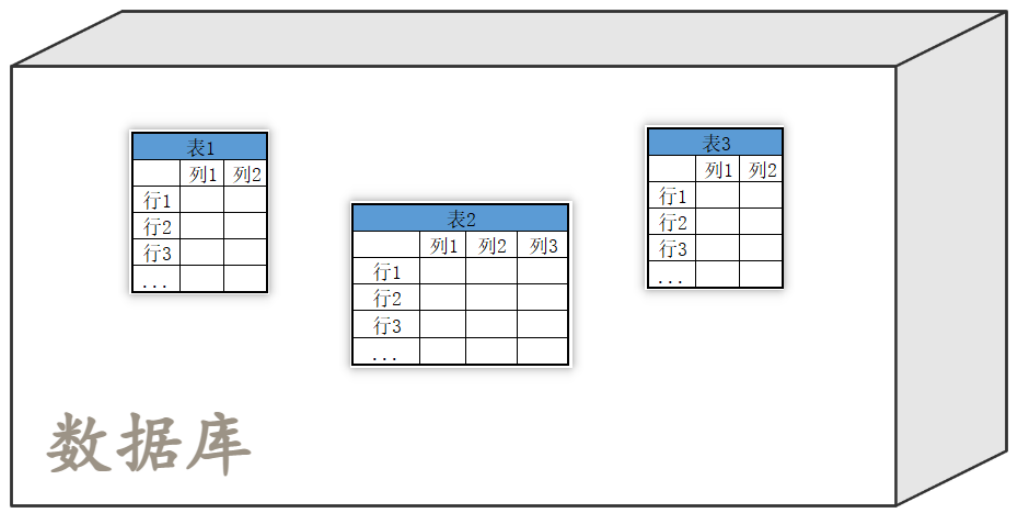 表1
列1 列2
行1
行2
行3
...
表2
列1 列2 列3
行1
行2
行3
...
表3
列1 列2
行1
行2
行3
...
数据库